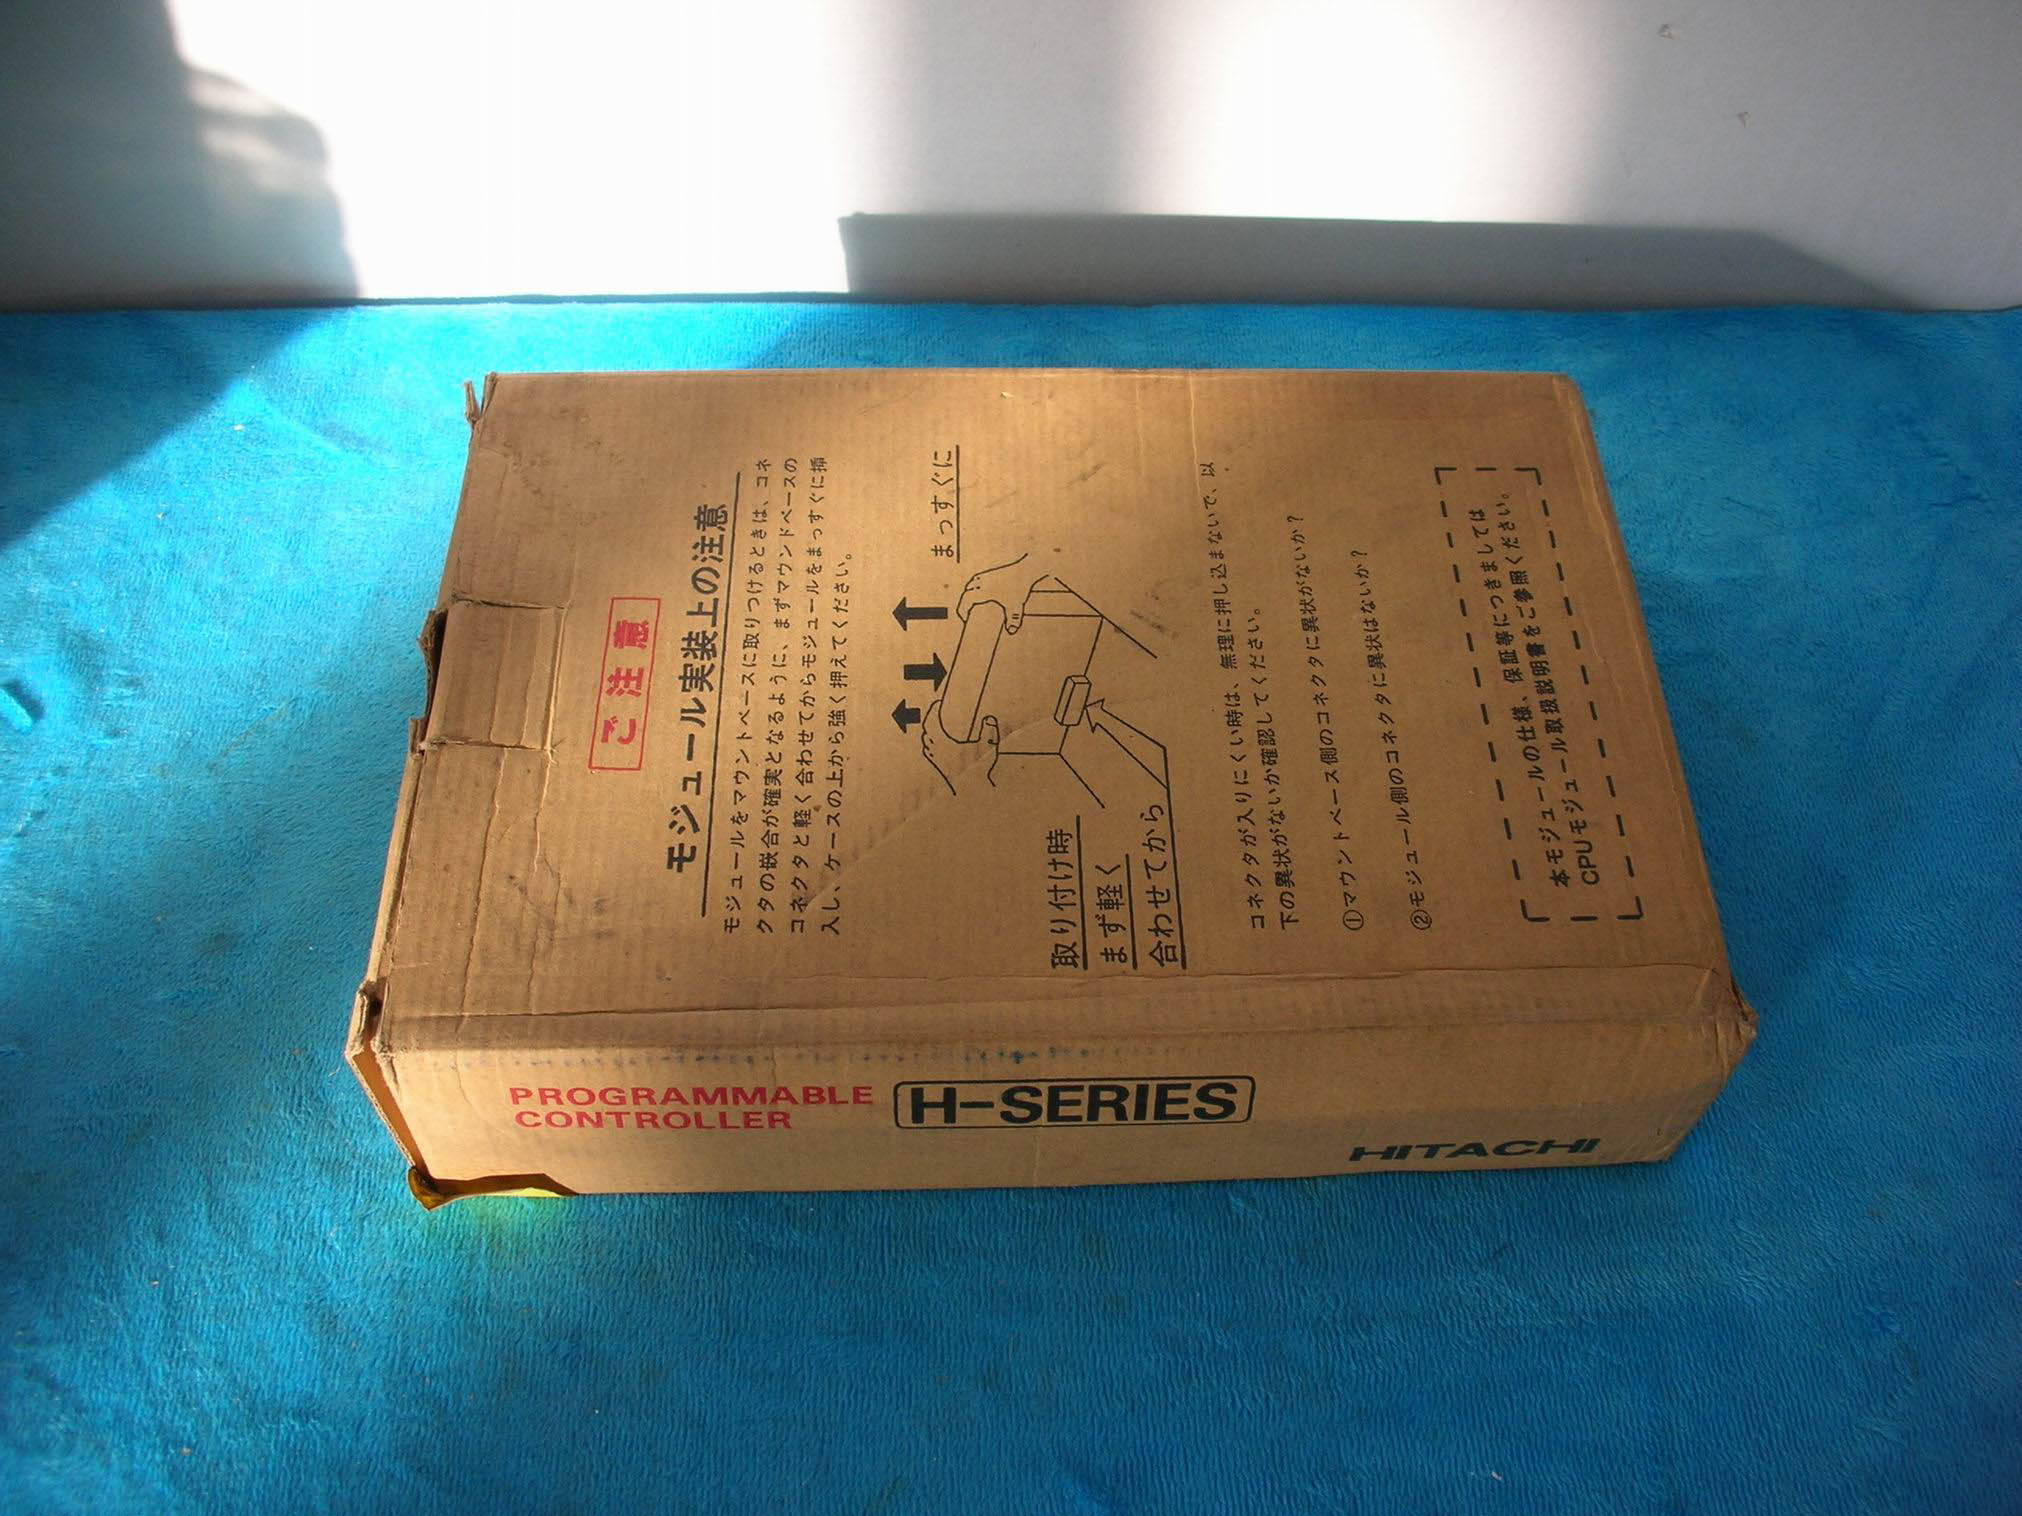 ご注意
モジュール実装上の注意
モジュールをマウントベースに取りつけるときは、コネ
クタの嵌合が確実となるように、まずマウンドベースの
コネクタと軽く合わせてからモジュールをまっすぐに挿
入し、ケースの上から強く押えてください。
まっすぐに
取り付け時
まず軽く
合わせてから
コネクタが入りにくい時は、無理に押し込まないで、以
下の異状がないか確認してください。
①マウントベース側のコネクタに異状がないか？
②モジュール側のコネクタに異状はないか？
本モジュールの仕様、保証等につきましては
CPUモジュール取扱説明書をご参照ください。
PROGRAMMABLE
CONTROLLER
H-SERIES
HITACHI